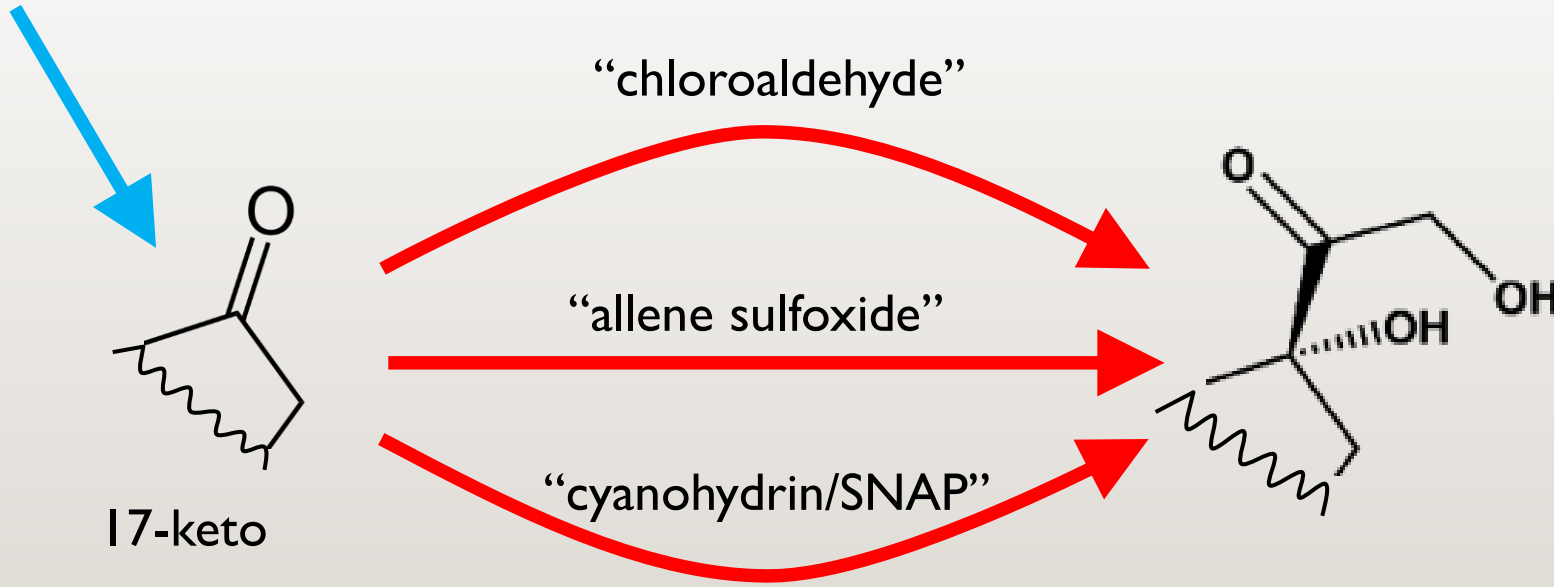 “chloroaldehyde”
O
O
OH
“allene sulfoxide”
OH
“cyanohydrin/SNAP”
17-keto